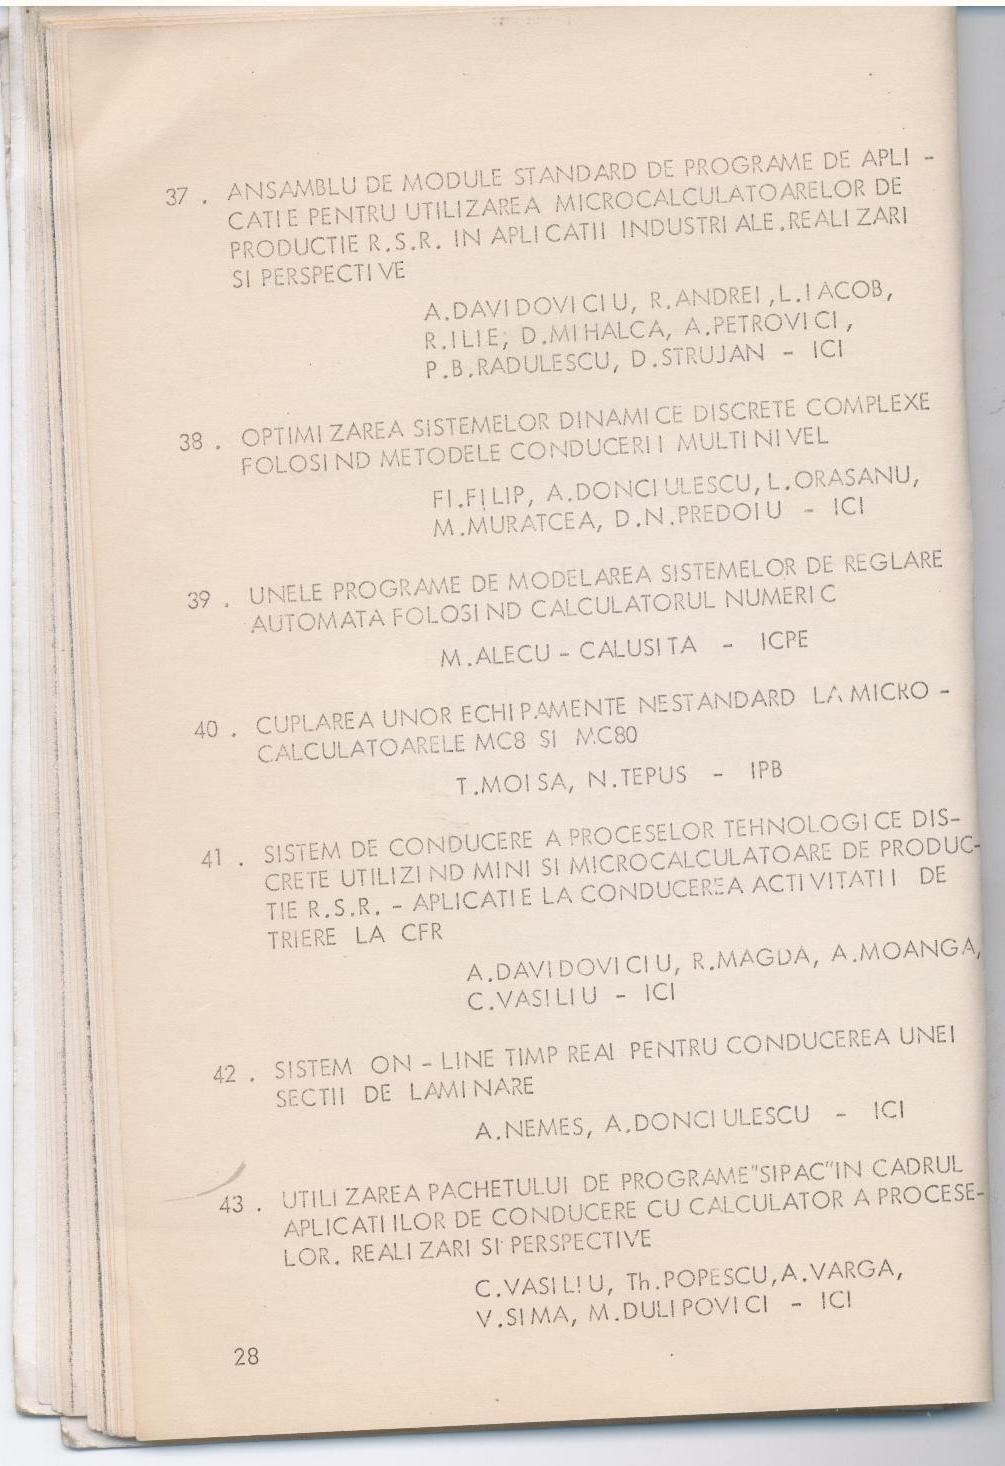 37 . ANSAMBLU DE MODULE STANDARD DE PROGRAME DE APLI -
CATIE PENTRU UTILIZAREA MICROCALCULATOARELOR DE
PRODUCTIE R.S.R. IN APLICATII INDUSTRIALE.REALIZARI
SI PERSPECTIVE
A.DAVIDOVICIU, R.ANDREI,L.IACOB,
R.ILIE, D.MIHALCA, A.PETROVICI,
P.B.RADULESCU, D.STRUJAN - ICI
38 . OPTIMIZAREA SISTEMELOR DINAMICE DISCRETE COMPLEXE
FOLOSIND METODELE CONDUCERII MULTINIVEL
FI.FILIP, A.DONCIULESCU,L.ORASANU,
M.MURATCEA, D.N.PREDOIU - ICI
39 . UNELE PROGRAME DE MODELAREA SISTEMELOR DE REGLARE
AUTOMATA FOLOSIND CALCULATORUL NUMERIC
M.ALECU - CALUSITA - ICPE
40 . CUPLAREA UNOR ECHIPAMENTE NESTANDARD LA MICRO -
CALCULATOARELE MC8 SI MC80
T.MOISA, N.TEPUS - IPB
41 . SISTEM DE CONDUCERE A PROCESELOR TEHNOLOGICE DIS-
CRETE UTILIZIND MINI SI MICROCALCULATOARE DE PRODUC-
TIE R.S.R. - APLICATIE LA CONDUCEREA ACTIVITATII DE
TRIERE LA CFR
A.DAVIDOVICIU, R.MAGDA, A.MOANGA,
C.VASILIU - ICI
42 . SISTEM ON - LINE TIMP REAL PENTRU CONDUCEREA UNEI
SECTII DE LAMINARE
A.NEMES, A.DONCIULESCU - ICI
43 . UTILIZAREA PACHETULUI DE PROGRAME"SIPAC"IN CADRUL
APLICATIILOR DE CONDUCERE CU CALCULATOR A PROCESE-
LOR. REALIZARI SI PERSPECTIVE
C.VASILIU, Th.POPESCU,A.VARGA,
V.SIMA, M.DULIPOVICI - ICI
28